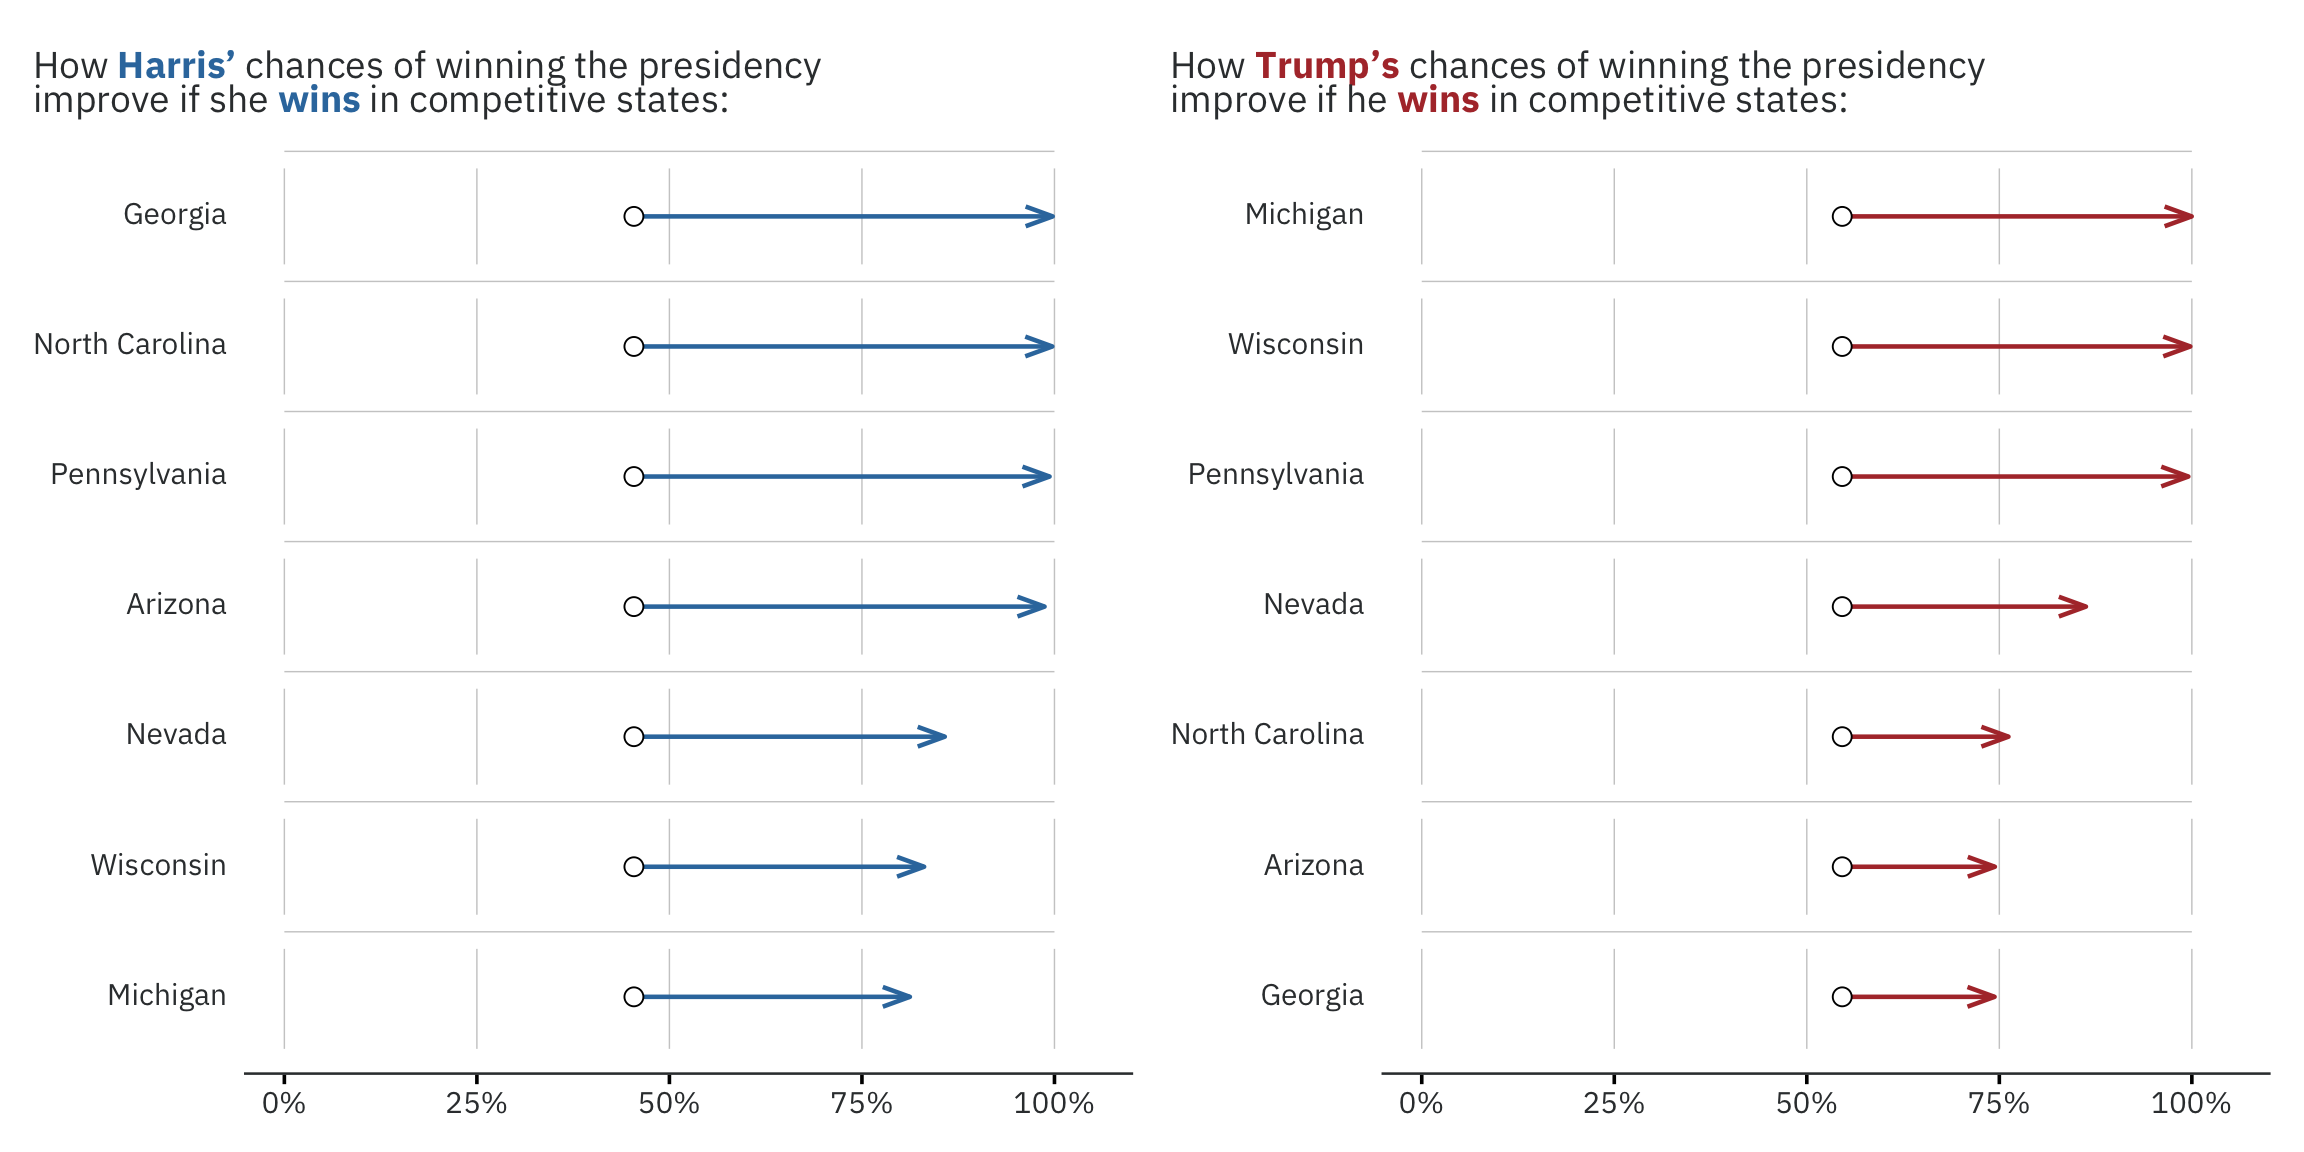 How Harris’ chances of winning the presidency
improve if she wins in competitive states:
Georgia
North Carolina
Pennsylvania
Arizona
Nevada
Wisconsin
Michigan
0% 25% 50% 75% 100%
How Trump’s chances of winning the presidency
improve if he wins in competitive states:
Michigan
Wisconsin
Pennsylvania
Nevada
North Carolina
Arizona
Georgia
0% 25% 50% 75% 100%